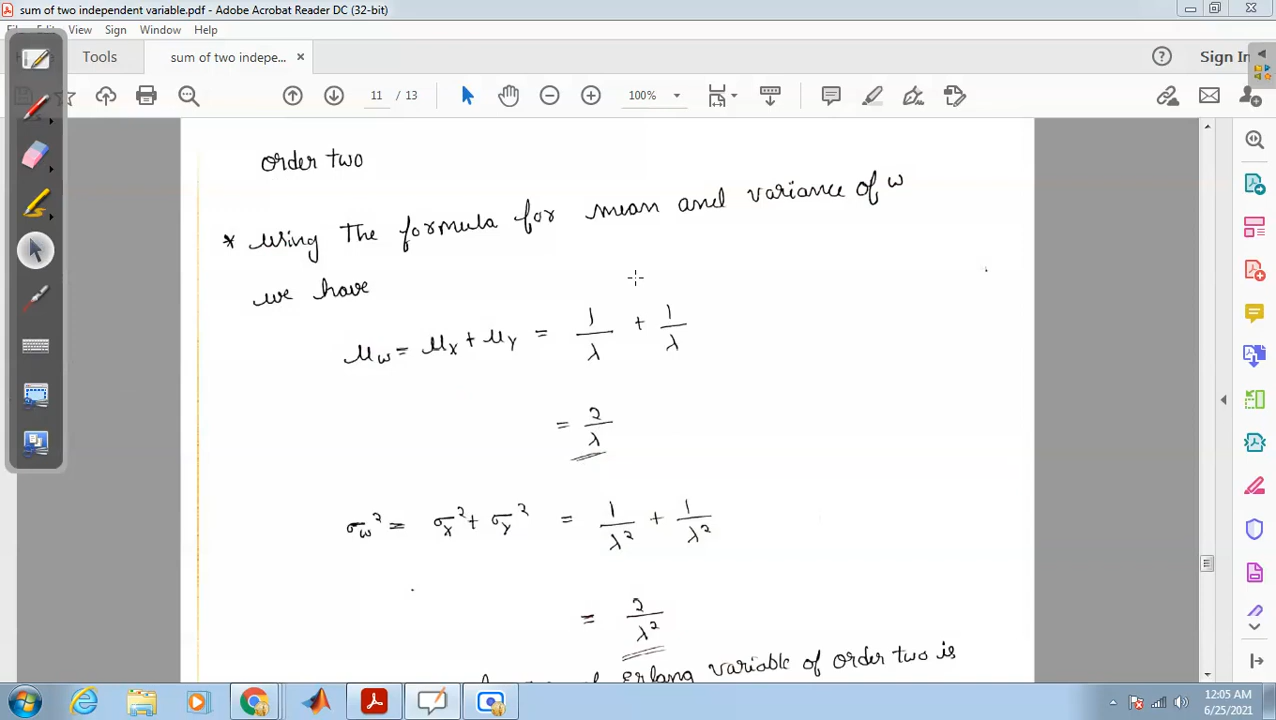 sum of two independent variable.pdf - Adobe Acrobat Reader DC (32-bit)
View Sign Window Help
Tools sum of two indepe... × Sign In
11 / 13 100%
order two
* using the formula for mean and variance of w
we have
μw = μx + μy = 1/λ + 1/λ
= 2/λ
σw² = σx² + σy² = 1/λ² + 1/λ²
= 2/λ²
erlang variable of order two is
12:05 AM
6/25/2021